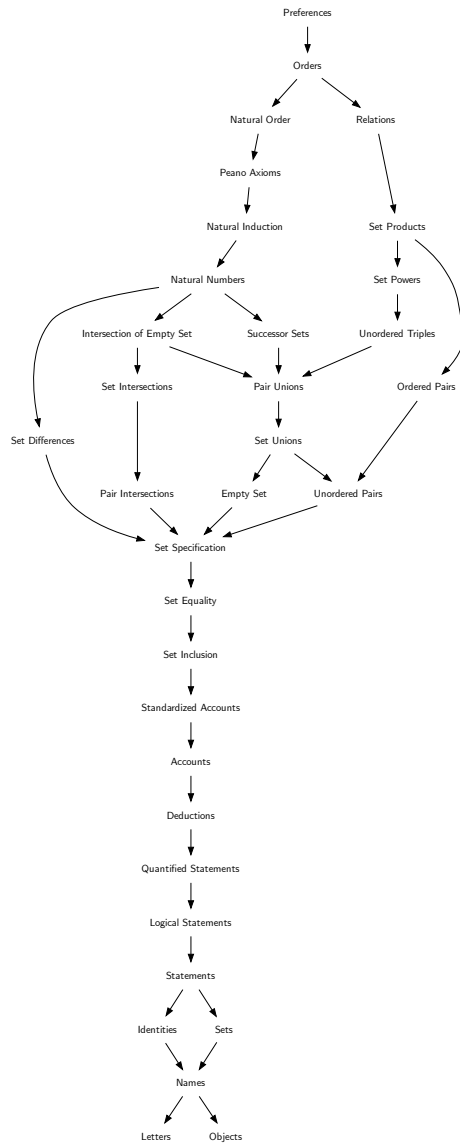 Preferences
Orders
Natural Order
Relations
Peano Axioms
Natural Induction
Set Products
Natural Numbers
Set Powers
Intersection of Empty Set
Successor Sets
Unordered Triples
Set Intersections
Pair Unions
Ordered Pairs
Set Differences
Set Unions
Pair Intersections
Empty Set
Unordered Pairs
Set Specification
Set Equality
Set Inclusion
Standardized Accounts
Accounts
Deductions
Quantified Statements
Logical Statements
Statements
Identities
Sets
Names
Letters
Objects